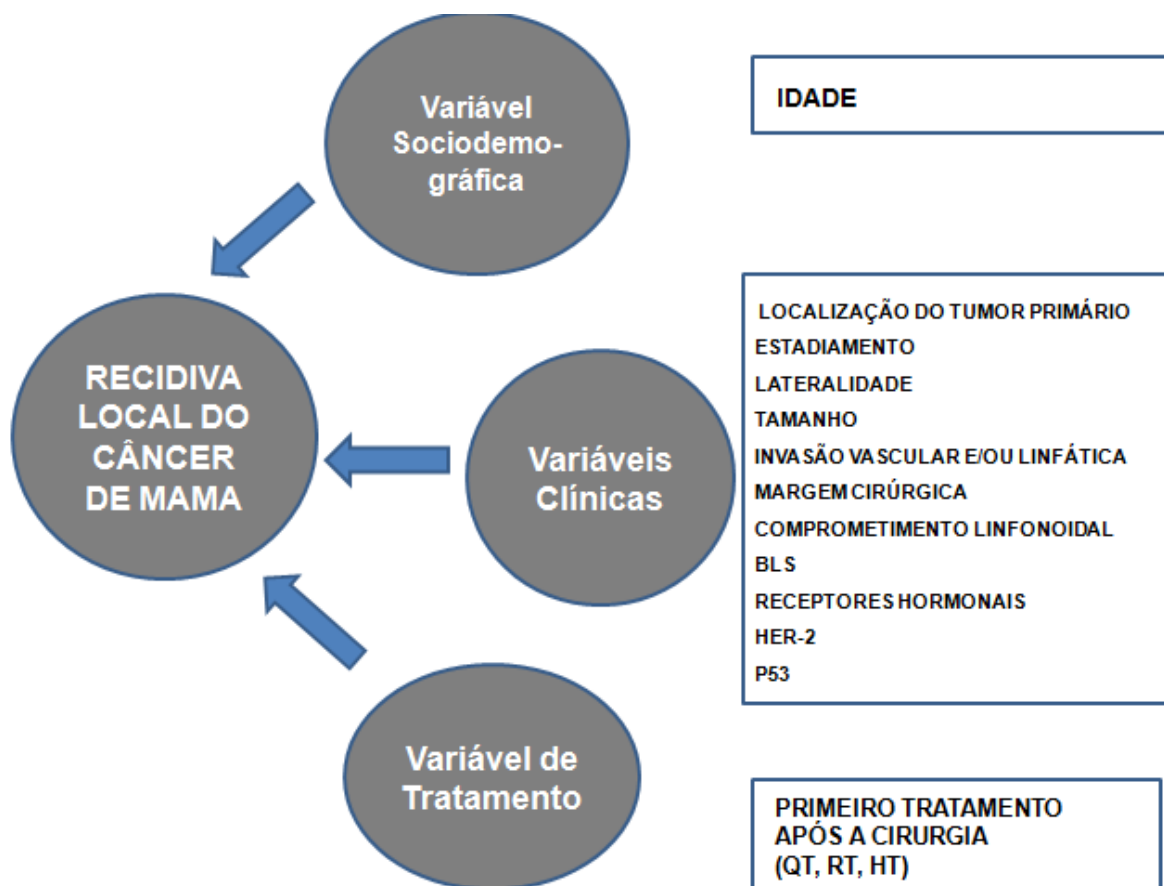 Variável
Sociodemo-
gráfica
IDADE
RECIDIVA
LOCAL DO
CÂNCER
DE MAMA
Variáveis
Clínicas
LOCALIZAÇÃO DO TUMOR PRIMÁRIO
ESTADIAMENTO
LATERALIDADE
TAMANHO
INVASÃO VASCULAR E/OU LINFÁTICA
MARGEM CIRÚRGICA
COMPROMETIMENTO LINFONOIDAL
BLS
RECEPTORES HORMONAIS
HER-2
P53
Variável de
Tratamento
PRIMEIRO TRATAMENTO
APÓS A CIRURGIA
(QT, RT, HT)